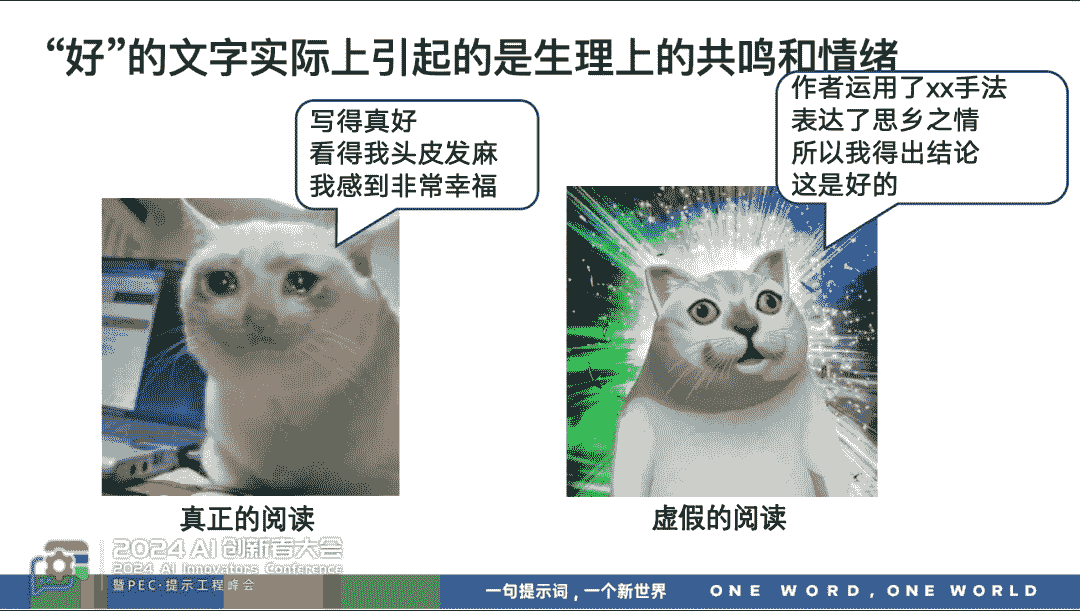 “好”的文字实际上引起的是生理上的共鸣和情绪
写得真好
看得我头皮发麻
我感到非常幸福
作者运用了xx手法
表达了思乡之情
所以我得出结论
这是好的
真正的阅读
虚假的阅读
2024 AI 创新者大会
2024 AI Innovators Conference
暨PEC·提示工程峰会
一句提示词，一个新世界
ONE WORD, ONE WORLD